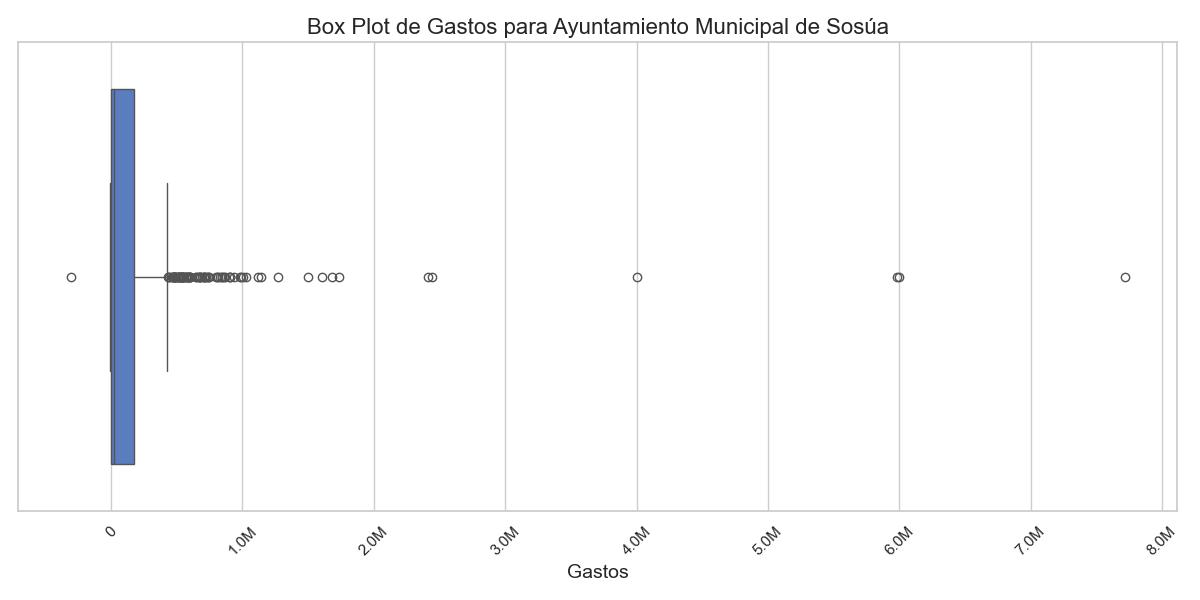 Box Plot de Gastos para Ayuntamiento Municipal de Sosúa
0
1.0M
2.0M
3.0M
4.0M
5.0M
6.0M
7.0M
8.0M
Gastos